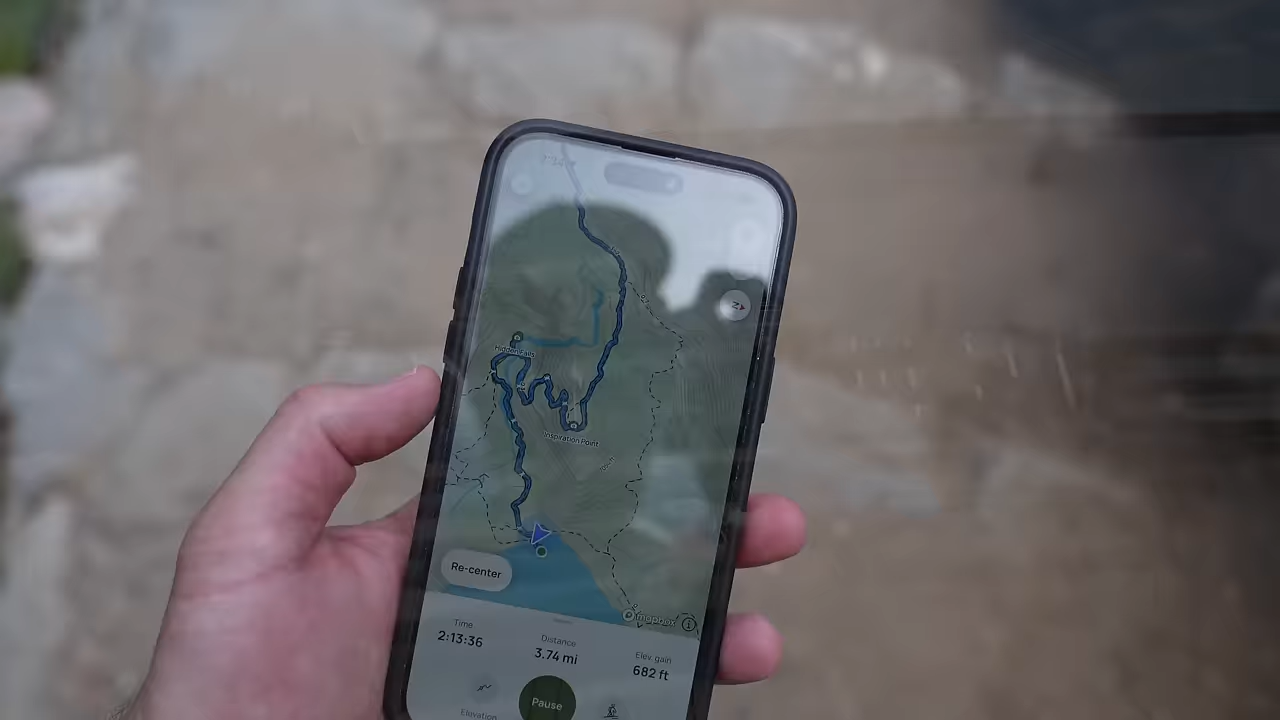 Hidden Falls
Inspiration Point
Re-center
mapbox
Time
2:13:36
Distance
3.74 mi
Elev. gain
682 ft
Pause
Elevation